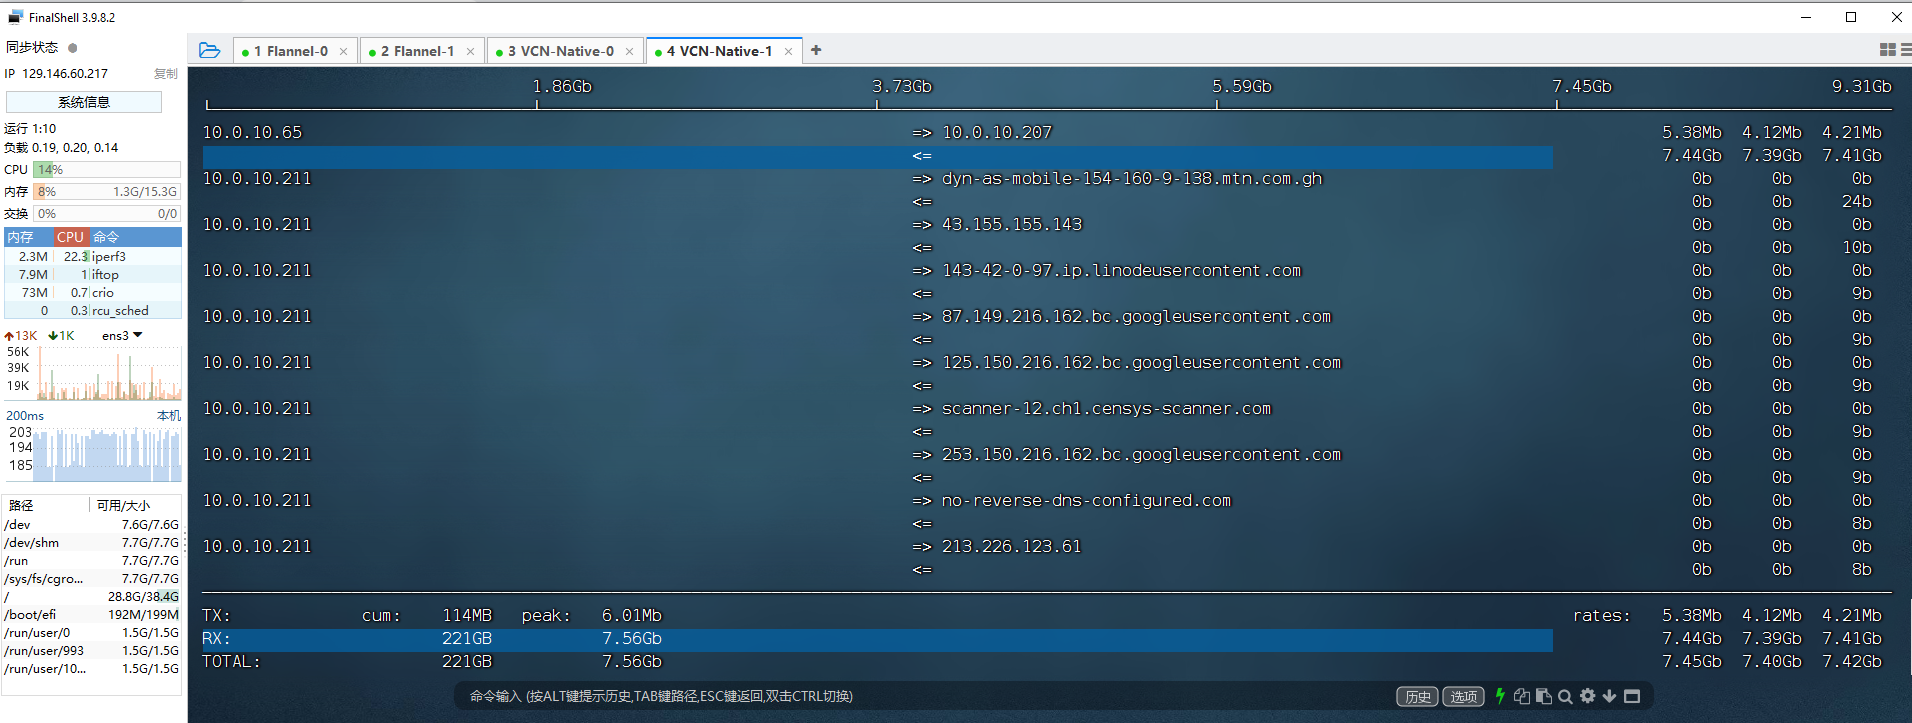 FinalShell 3.9.8.2
同步状态
IP 129.146.60.217 复制
系统信息
运行 1:10
负载 0.19, 0.20, 0.14
CPU 14%
内存 8% 1.3G/15.3G
交换 0% 0/0
内存 CPU 命令
2.3M 22.3 iperf3
7.9M 1 iftop
73M 0.7 crio
0 0.3 rcu_sched
13K 1K ens3
56K
39K
19K
200ms 本机
203
194
185
路径 可用/大小
/dev 7.6G/7.6G
/dev/shm 7.7G/7.7G
/run 7.7G/7.7G
/sys/fs/cgro... 7.7G/7.7G
/ 28.8G/38.4G
/boot/efi 192M/199M
/run/user/0 1.5G/1.5G
/run/user/993 1.5G/1.5G
/run/user/10... 1.5G/1.5G
1 Flannel-0 2 Flannel-1 3 VCN-Native-0 4 VCN-Native-1
1.86Gb 3.73Gb 5.59Gb 7.45Gb 9.31Gb
10.0.10.65 => 10.0.10.207 5.38Mb 4.12Mb 4.21Mb
<= 7.44Gb 7.39Gb 7.41Gb
10.0.10.211 => dyn-as-mobile-154-160-9-138.mtn.com.gh 0b 0b 0b
<= 0b 0b 24b
10.0.10.211 => 43.155.155.143 0b 0b 0b
<= 0b 0b 10b
10.0.10.211 => 143-42-0-97.ip.linodeusercontent.com 0b 0b 0b
<= 0b 0b 9b
10.0.10.211 => 87.149.216.162.bc.googleusercontent.com 0b 0b 0b
<= 0b 0b 9b
10.0.10.211 => 125.150.216.162.bc.googleusercontent.com 0b 0b 0b
<= 0b 0b 9b
10.0.10.211 => scanner-12.ch1.censys-scanner.com 0b 0b 0b
<= 0b 0b 9b
10.0.10.211 => 253.150.216.162.bc.googleusercontent.com 0b 0b 0b
<= 0b 0b 9b
10.0.10.211 => no-reverse-dns-configured.com 0b 0b 0b
<= 0b 0b 8b
10.0.10.211 => 213.226.123.61 0b 0b 0b
<= 0b 0b 8b
TX: cum: 114MB peak: 6.01Mb rates: 5.38Mb 4.12Mb 4.21Mb
RX: 221GB 7.56Gb 7.44Gb 7.39Gb 7.41Gb
TOTAL: 221GB 7.56Gb 7.45Gb 7.40Gb 7.42Gb
命令输入 (按ALT键提示历史,TAB键路径,ESC键返回,双击CTRL切换) 历史 选项